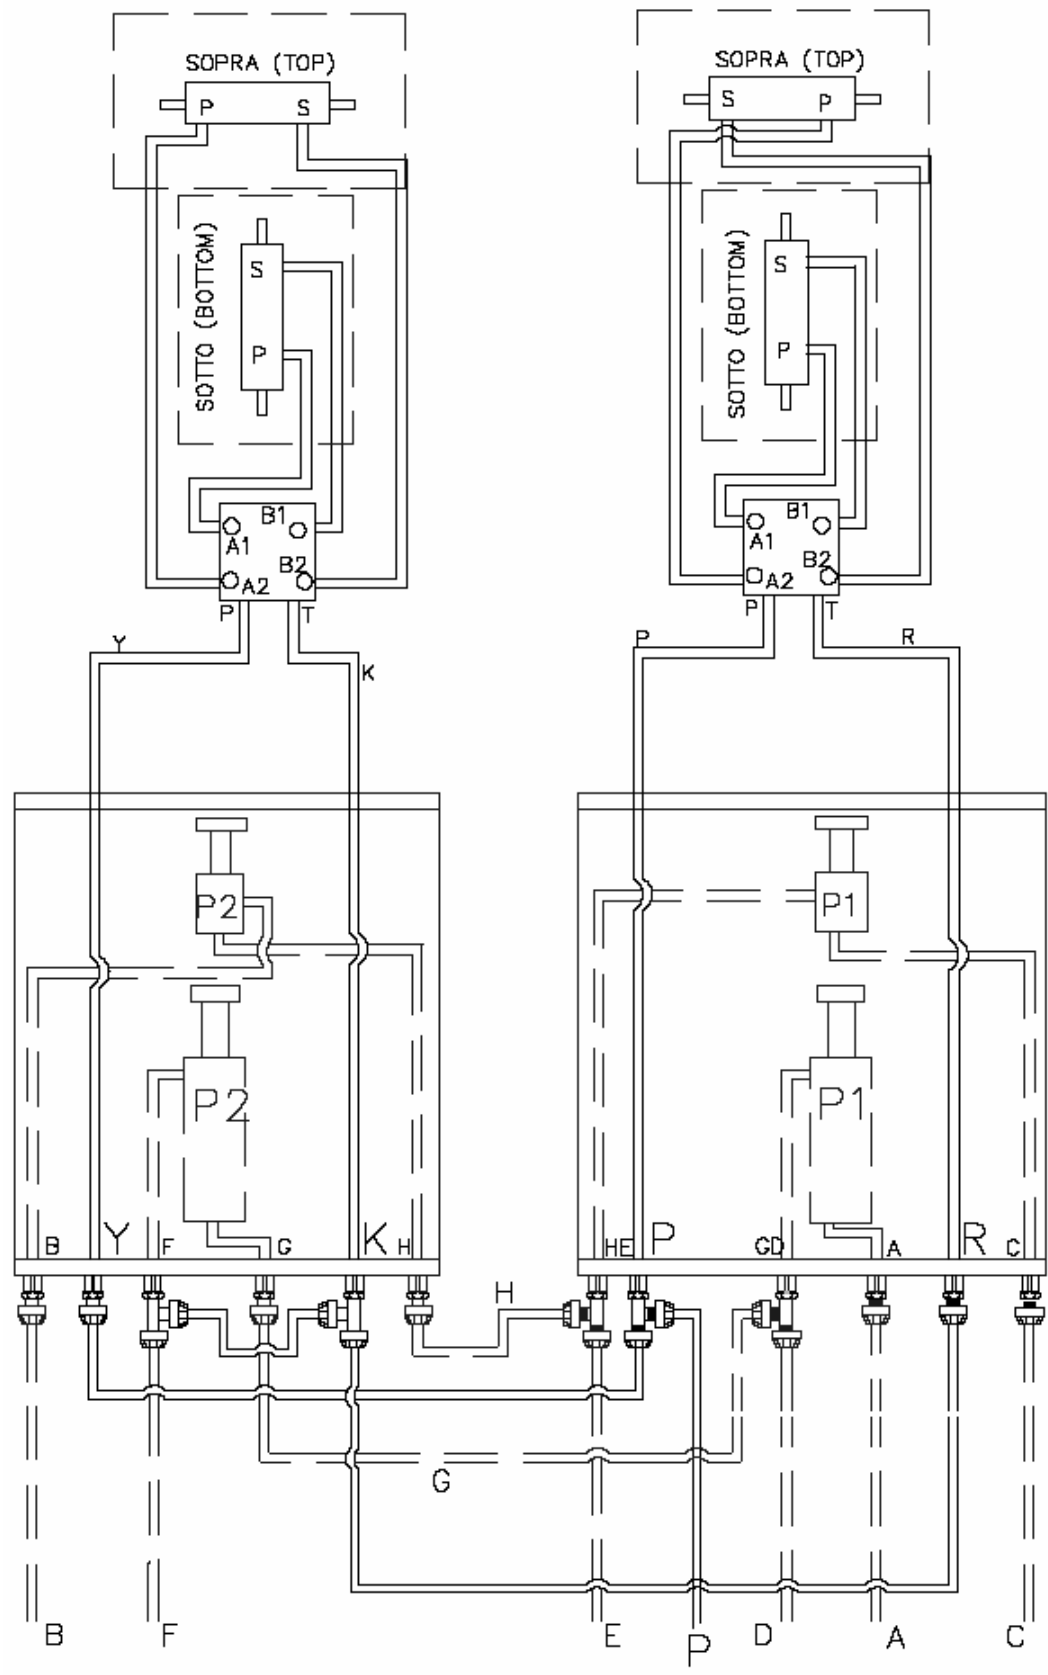 SOPRA (TOP)
SOPRA (TOP)
P S
S P
SOTTO (BOTTOM)
S
P
SOTTO (BOTTOM)
S
P
B1
A1
B2
A2
P T
B1
A1
B2
A2
P T
Y
K
P
R
P2
P1
P2
P1
B Y F G K H
HE P GD A R C
H
G
B F E P D A C